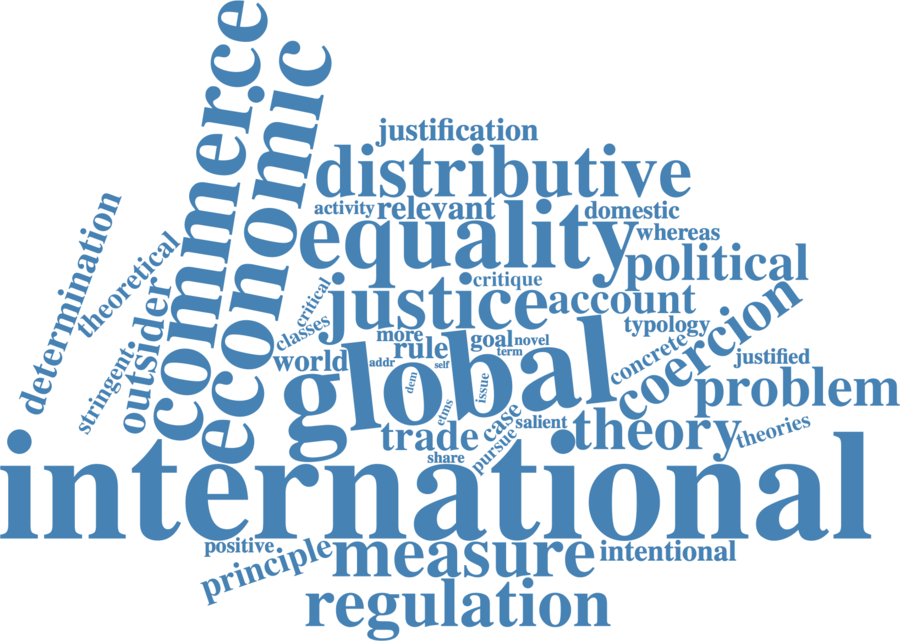 commerce
economic
justification
distributive
activity
relevant
domestic
equality
whereas
determination
theoretical
political
critique
outsider
critical
justice
account
classes
typology
coercion
more
goal
novel
rule
term
world
addr
self
global
concrete
justified
stringent
dem
issue
problem
etms
case
salient
trade
theory
theories
pursue
share
international
positive
principle
measure
intentional
regulation